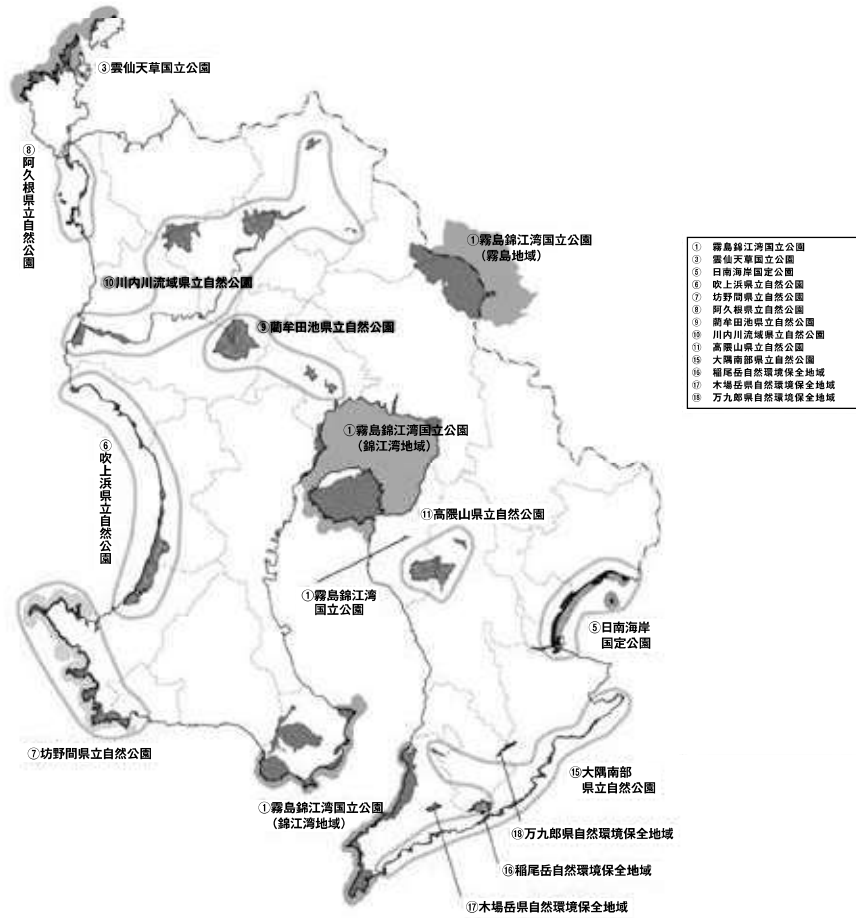 ③雲仙天草国立公園
⑧阿久根県立自然公園
①霧島錦江湾国立公園
（霧島地域）
⑩川内川流域県立自然公園
⑨藺牟田池県立自然公園
①霧島錦江湾国立公園
（錦江湾地域）
⑥吹上浜県立自然公園
⑪高隈山県立自然公園
①霧島錦江湾
国立公園
⑤日南海岸
国定公園
⑦坊野間県立自然公園
⑮大隅南部
県立自然公園
①霧島錦江湾国立公園
（錦江湾地域）
⑱万九郎県自然環境保全地域
⑯稲尾岳自然環境保全地域
⑰木場岳県自然環境保全地域
① 霧島錦江湾国立公園
③ 雲仙天草国立公園
⑤ 日南海岸国定公園
⑥ 吹上浜県立自然公園
⑦ 坊野間県立自然公園
⑧ 阿久根県立自然公園
⑨ 藺牟田池県立自然公園
⑩ 川内川流域県立自然公園
⑪ 高隈山県立自然公園
⑮ 大隅南部県立自然公園
⑯ 稲尾岳自然環境保全地域
⑰ 木場岳県自然環境保全地域
⑱ 万九郎県自然環境保全地域